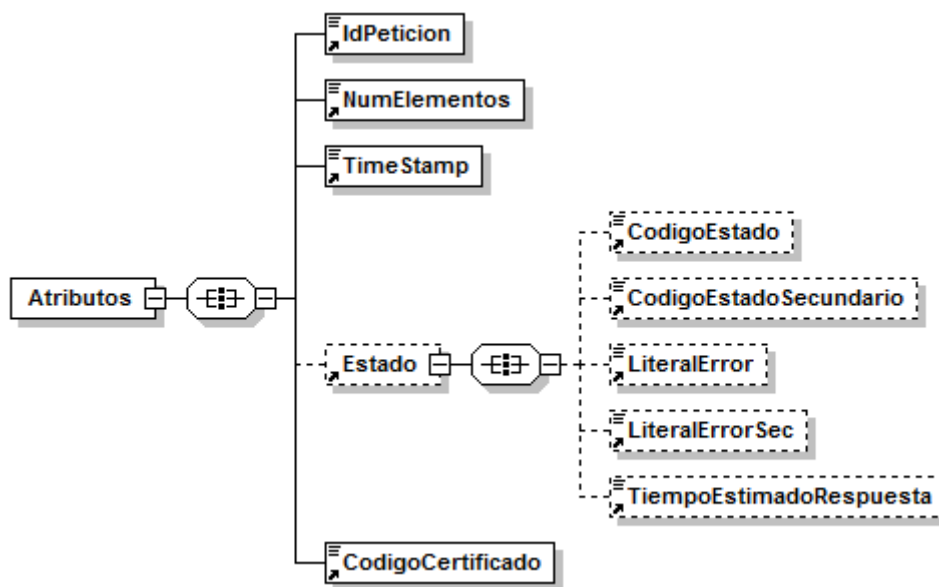 IdPeticion
NumElementos
TimeStamp
CodigoEstado
Atributos
CodigoEstadoSecundario
Estado
LiteralError
LiteralErrorSec
TiempoEstimadoRespuesta
CodigoCertificado